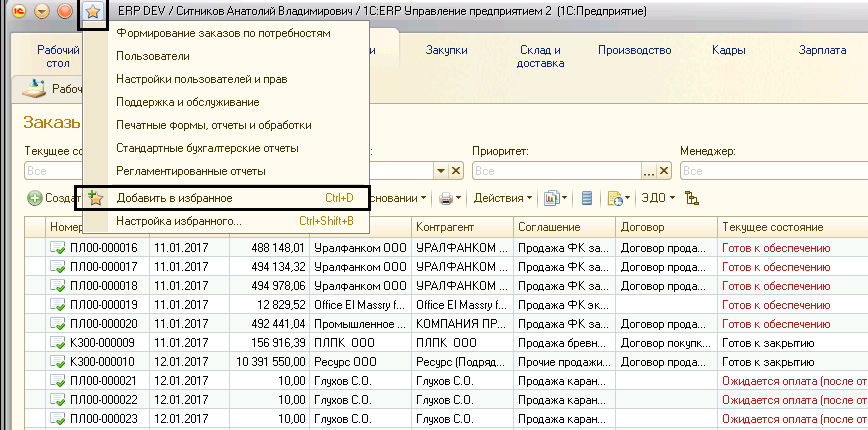 ERP DEV / Ситников Анатолий Владимирович / 1С:ERP Управление предприятием 2 (1С:Предприятие)
Формирование заказов по потребностям
Пользователи
Настройки пользователей и прав
Поддержка и обслуживание
Печатные формы, отчеты и обработки
Стандартные бухгалтерские отчеты
Регламентированные отчеты
Добавить в избранное Ctrl+D
Настройка избранного... Ctrl+Shift+B
Рабочий стол Закупки Склад и доставка Производство Кадры Зарплата
Рабоч
Заказы
Текущее со Приоритет: Менеджер:
Все Все ... Все
Создат сновании Действия ЭДО
Номер Контрагент Соглашение Договор Текущее состояние
ПЛ00-000016 11.01.2017 488 148,01 Уралфанком ООО УРАЛФАНКОМ ... Продажа ФК за... Договор прода... Готов к обеспечению
ПЛ00-000017 11.01.2017 494 134,32 Уралфанком ООО УРАЛФАНКОМ ... Продажа ФК за... Договор прода... Готов к обеспечению
ПЛ00-000018 11.01.2017 494 978,06 Уралфанком ООО УРАЛФАНКОМ ... Продажа ФК за... Договор прода... Готов к обеспечению
ПЛ00-000019 11.01.2017 12 829,52 Office El Massry f... Office El Massry f... Продажа ФК эк... Готов к обеспечению
ПЛ00-000020 11.01.2017 492 441,04 Промышленное ... КОМПАНИЯ ПР... Продажа ФК за... Договор прода... Готов к обеспечению
К300-000009 11.01.2017 156 916,39 ПЛПК ООО ПЛПК ООО Продажа бревн... Договор покупк... Готов к закрытию
К300-000010 12.01.2017 10 391 550,00 Ресурс ООО Ресурс (Подряд... Прочие продажи... Договор прода... Готов к закрытию
ПЛ00-000021 12.01.2017 10,00 Глухов С.О. Глухов С.О. Продажа каран... Ожидается оплата (после от
ПЛ00-000022 12.01.2017 10,00 Глухов С.О. Глухов С.О. Продажа каран... Ожидается оплата (после от
ПЛ00-000023 12.01.2017 10,00 Глухов С.О. Глухов С.О. Продажа каран... Ожидается оплата (после от